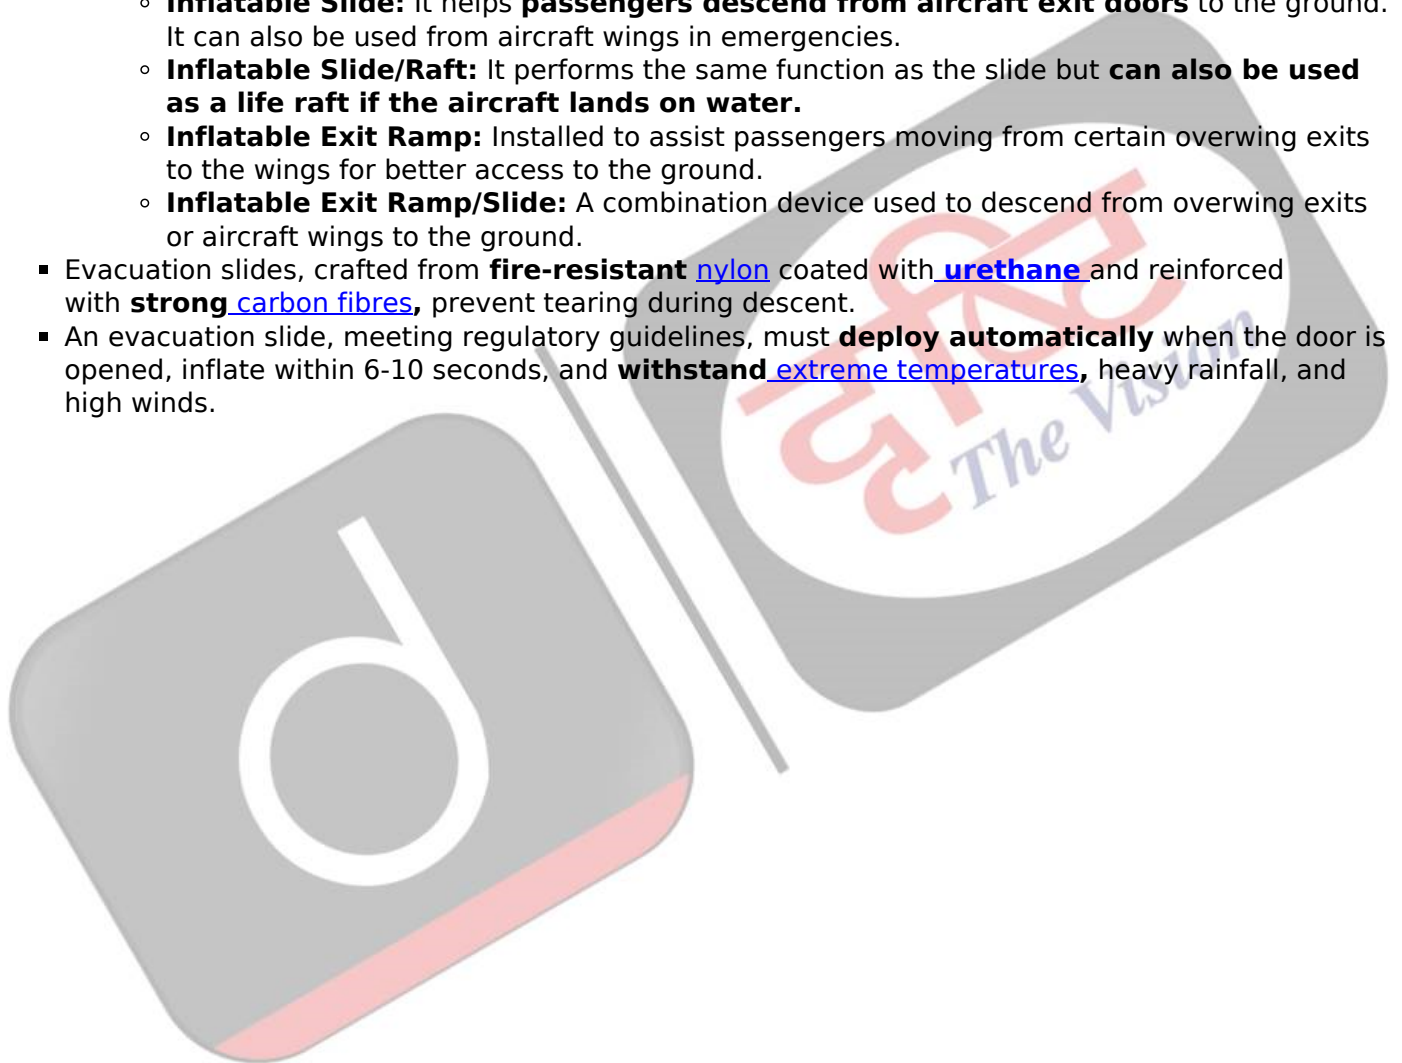 Inflatable Slide: It helps passengers descend from aircraft exit doors to the ground.
It can also be used from aircraft wings in emergencies.
Inflatable Slide/Raft: It performs the same function as the slide but can also be used
as a life raft if the aircraft lands on water.
Inflatable Exit Ramp: Installed to assist passengers moving from certain overwing exits
to the wings for better access to the ground.
Inflatable Exit Ramp/Slide: A combination device used to descend from overwing exits
or aircraft wings to the ground.
Evacuation slides, crafted from fire-resistant nylon coated with urethane and reinforced
with strong carbon fibres, prevent tearing during descent.
An evacuation slide, meeting regulatory guidelines, must deploy automatically when the door is
opened, inflate within 6-10 seconds, and withstand extreme temperatures, heavy rainfall, and
high winds.
दृष्टि
The Vision
d